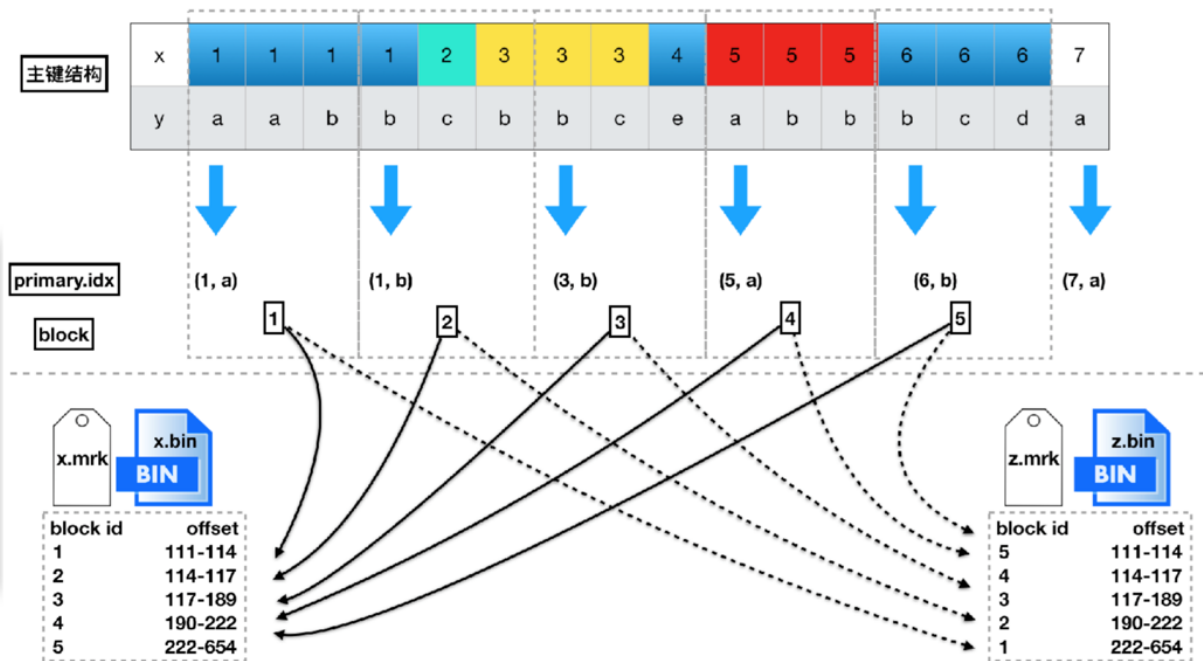 x 1 1 1 1 2 3 3 3 4 5 5 5 6 6 6 7
主键结构
y a a b b c b b c e a b b b c d a
primary.idx (1, a) (1, b) (3, b) (5, a) (6, b) (7, a)
block 1 2 3 4 5
x.mrk x.bin BIN
z.mrk z.bin BIN
block id offset
1 111-114
2 114-117
3 117-189
4 190-222
5 222-654
block id offset
5 111-114
4 114-117
3 117-189
2 190-222
1 222-654